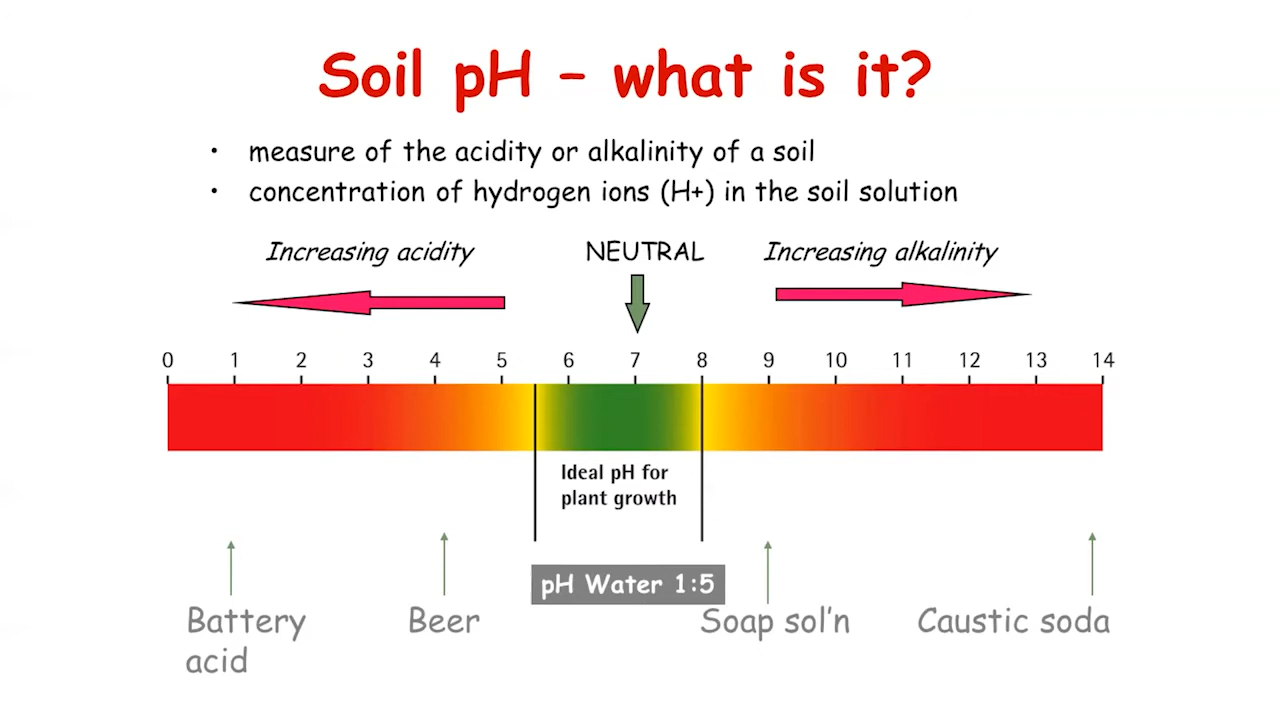 Soil pH – what is it?
• measure of the acidity or alkalinity of a soil
• concentration of hydrogen ions (H+) in the soil solution
Increasing acidity NEUTRAL Increasing alkalinity
0 1 2 3 4 5 6 7 8 9 10 11 12 13 14
Ideal pH for
plant growth
pH Water 1:5
Battery Beer Soap sol’n Caustic soda
acid